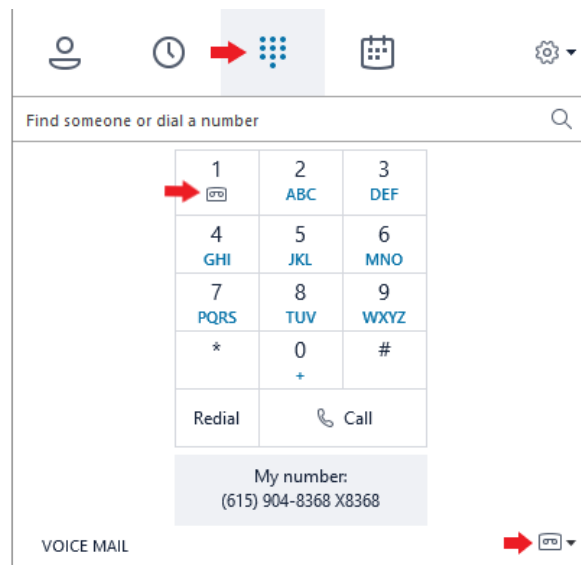 Find someone or dial a number
1 2 3
ABC DEF
4 5 6
GHI JKL MNO
7 8 9
PQRS TUV WXYZ
* 0 #
+
Redial Call
My number:
(615) 904-8368 X8368
VOICE MAIL